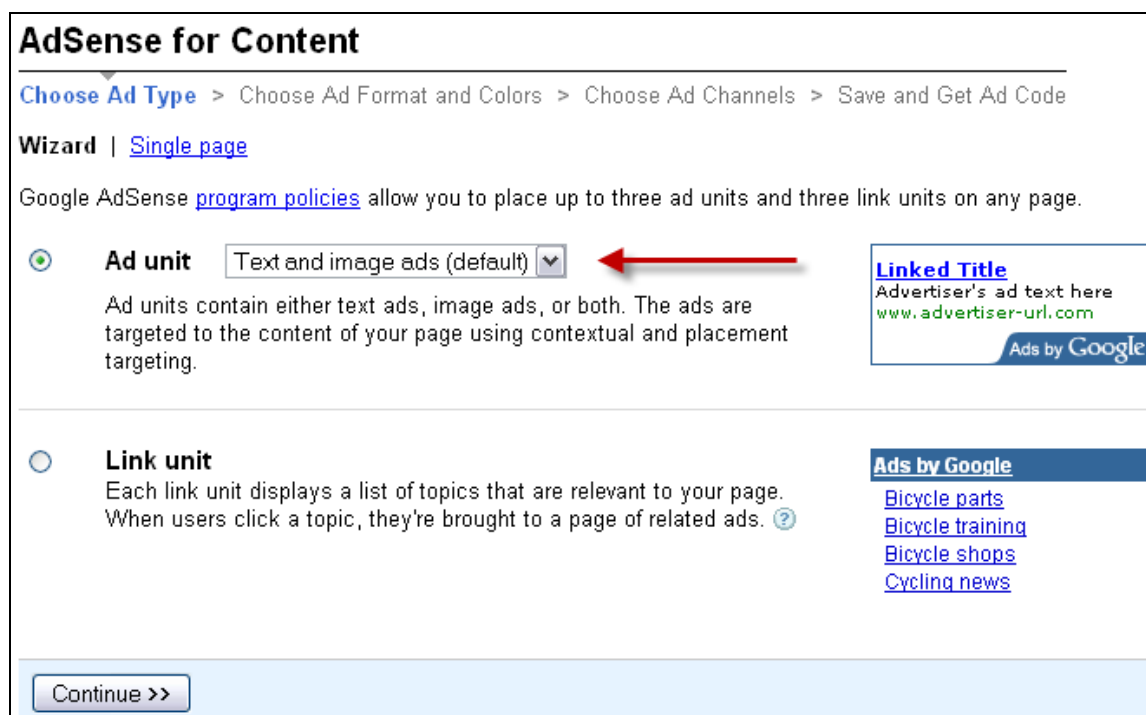 AdSense for Content
Choose Ad Type > Choose Ad Format and Colors > Choose Ad Channels > Save and Get Ad Code
Wizard | Single page
Google AdSense program policies allow you to place up to three ad units and three link units on any page.
Ad unit Text and image ads (default)
Ad units contain either text ads, image ads, or both. The ads are
targeted to the content of your page using contextual and placement
targeting.
Linked Title
Advertiser's ad text here
www.advertiser-url.com
Ads by Google
Link unit
Each link unit displays a list of topics that are relevant to your page.
When users click a topic, they're brought to a page of related ads. ?
Ads by Google
Bicycle parts
Bicycle training
Bicycle shops
Cycling news
Continue >>